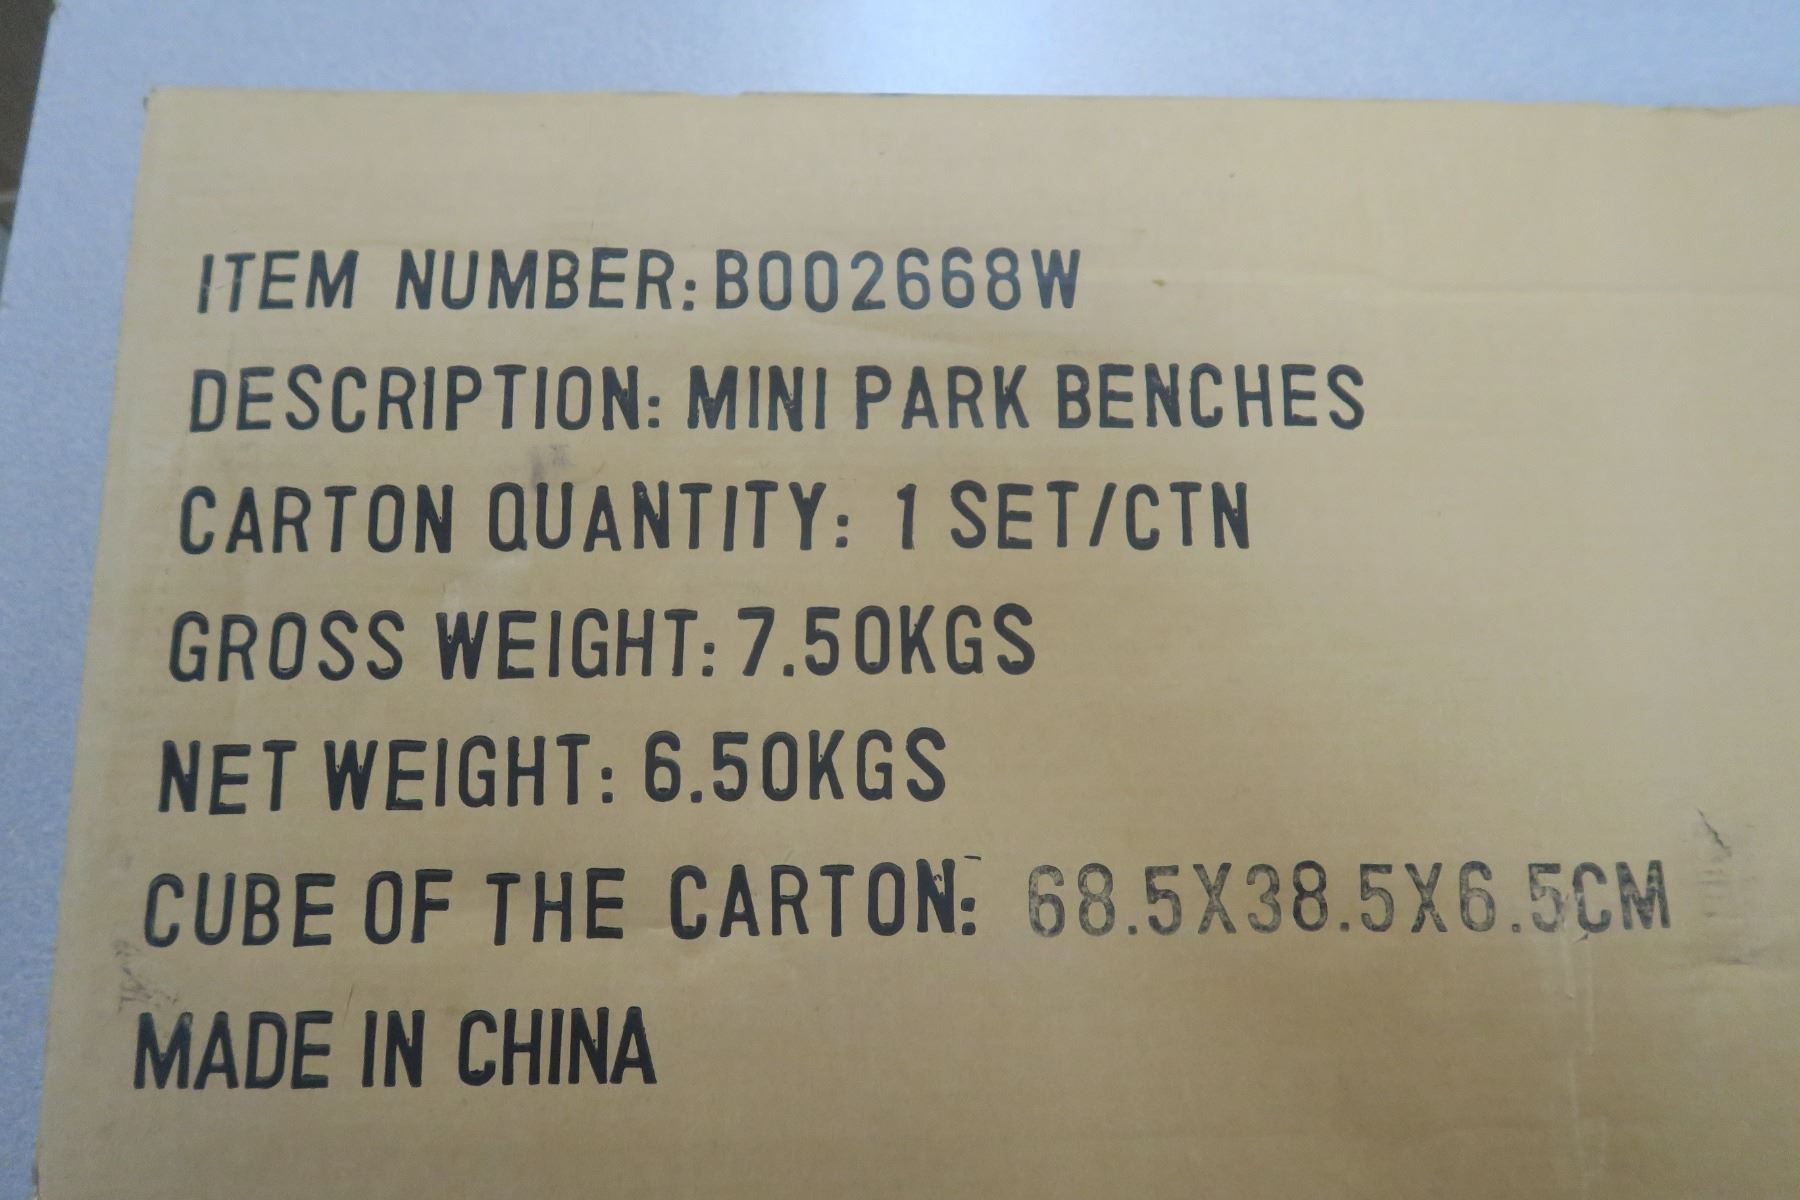 ITEM NUMBER: B002668W
DESCRIPTION: MINI PARK BENCHES
CARTON QUANTITY: 1 SET/CTN
GROSS WEIGHT: 7.50KGS
NET WEIGHT: 6.50KGS
CUBE OF THE CARTON: 68.5X38.5X6.5CM
MADE IN CHINA